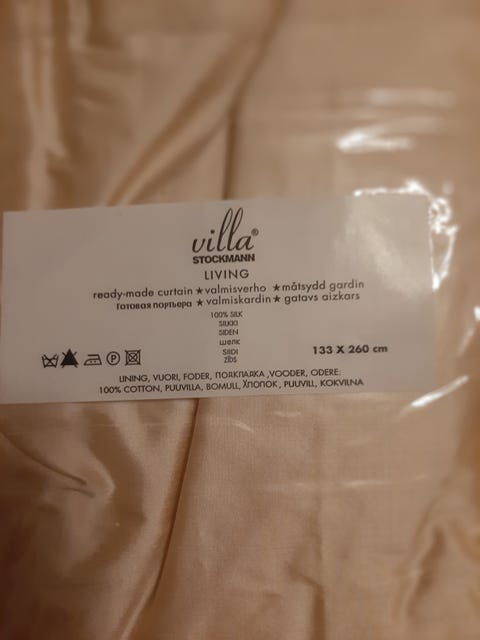 villa®
STOCKMANN
LIVING
ready-made curtain ★ valmisverho ★ måtsydd gardin
готовая портьера ★ valmiskardin ★ gatavs aizkars
100% SILK
SILKKI
SIDEN
шелк
SIIDI
ZĪDS
P
133 X 260 cm
LINING, VUORI, FODER, ПОДКЛАДКА, VOODER, ODERE:
100% COTTON, PUUVILLA, BOMULL, ХЛОПОК, PUUVILL, KOKVILNA